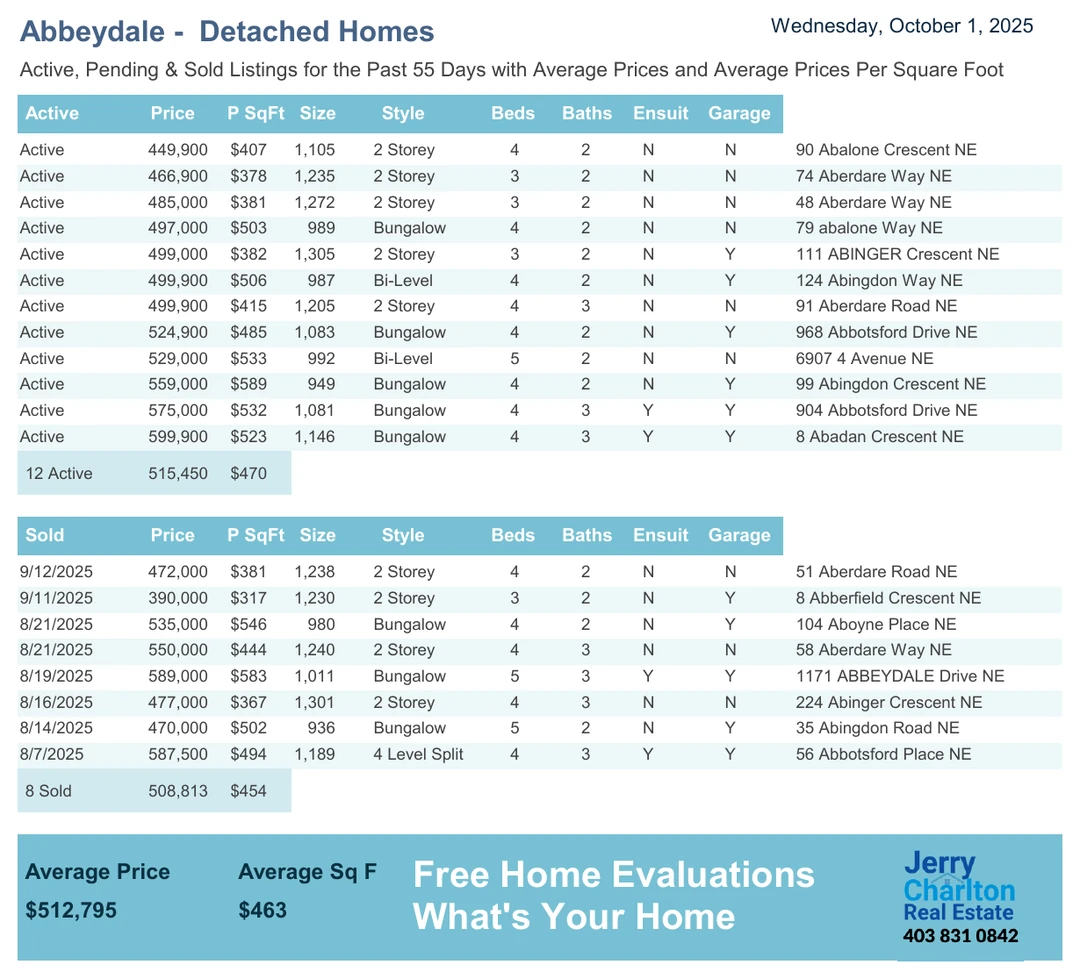 Abbeydale -  Detached Homes
Wednesday, October 1, 2025
Active, Pending & Sold Listings for the Past 55 Days with Average Prices and Average Prices Per Square Foot
Active Price P SqFt Size Style Beds Baths Ensuit Garage
Active 449,900 $407 1,105 2 Storey 4 2 N N 90 Abalone Crescent NE
Active 466,900 $378 1,235 2 Storey 3 2 N N 74 Aberdare Way NE
Active 485,000 $381 1,272 2 Storey 3 2 N N 48 Aberdare Way NE
Active 497,000 $503 989 Bungalow 4 2 N N 79 abalone Way NE
Active 499,000 $382 1,305 2 Storey 3 2 N Y 111 ABINGER Crescent NE
Active 499,900 $506 987 Bi-Level 4 2 N Y 124 Abingdon Way NE
Active 499,900 $415 1,205 2 Storey 4 3 N N 91 Aberdare Road NE
Active 524,900 $485 1,083 Bungalow 4 2 N Y 968 Abbotsford Drive NE
Active 529,000 $533 992 Bi-Level 5 2 N N 6907 4 Avenue NE
Active 559,000 $589 949 Bungalow 4 2 N Y 99 Abingdon Crescent NE
Active 575,000 $532 1,081 Bungalow 4 3 Y Y 904 Abbotsford Drive NE
Active 599,900 $523 1,146 Bungalow 4 3 Y Y 8 Abadan Crescent NE
12 Active 515,450 $470
Sold Price P SqFt Size Style Beds Baths Ensuit Garage
9/12/2025 472,000 $381 1,238 2 Storey 4 2 N N 51 Aberdare Road NE
9/11/2025 390,000 $317 1,230 2 Storey 3 2 N Y 8 Abberfield Crescent NE
8/21/2025 535,000 $546 980 Bungalow 4 2 N Y 104 Aboyne Place NE
8/21/2025 550,000 $444 1,240 2 Storey 4 3 N N 58 Aberdare Way NE
8/19/2025 589,000 $583 1,011 Bungalow 5 3 Y Y 1171 ABBEYDALE Drive NE
8/16/2025 477,000 $367 1,301 2 Storey 4 3 N N 224 Abinger Crescent NE
8/14/2025 470,000 $502 936 Bungalow 5 2 N Y 35 Abingdon Road NE
8/7/2025 587,500 $494 1,189 4 Level Split 4 3 Y Y 56 Abbotsford Place NE
8 Sold 508,813 $454
Average Price Average Sq F
$512,795 $463
Free Home Evaluations
What's Your Home
Jerry
Charlton
Real Estate
403 831 0842